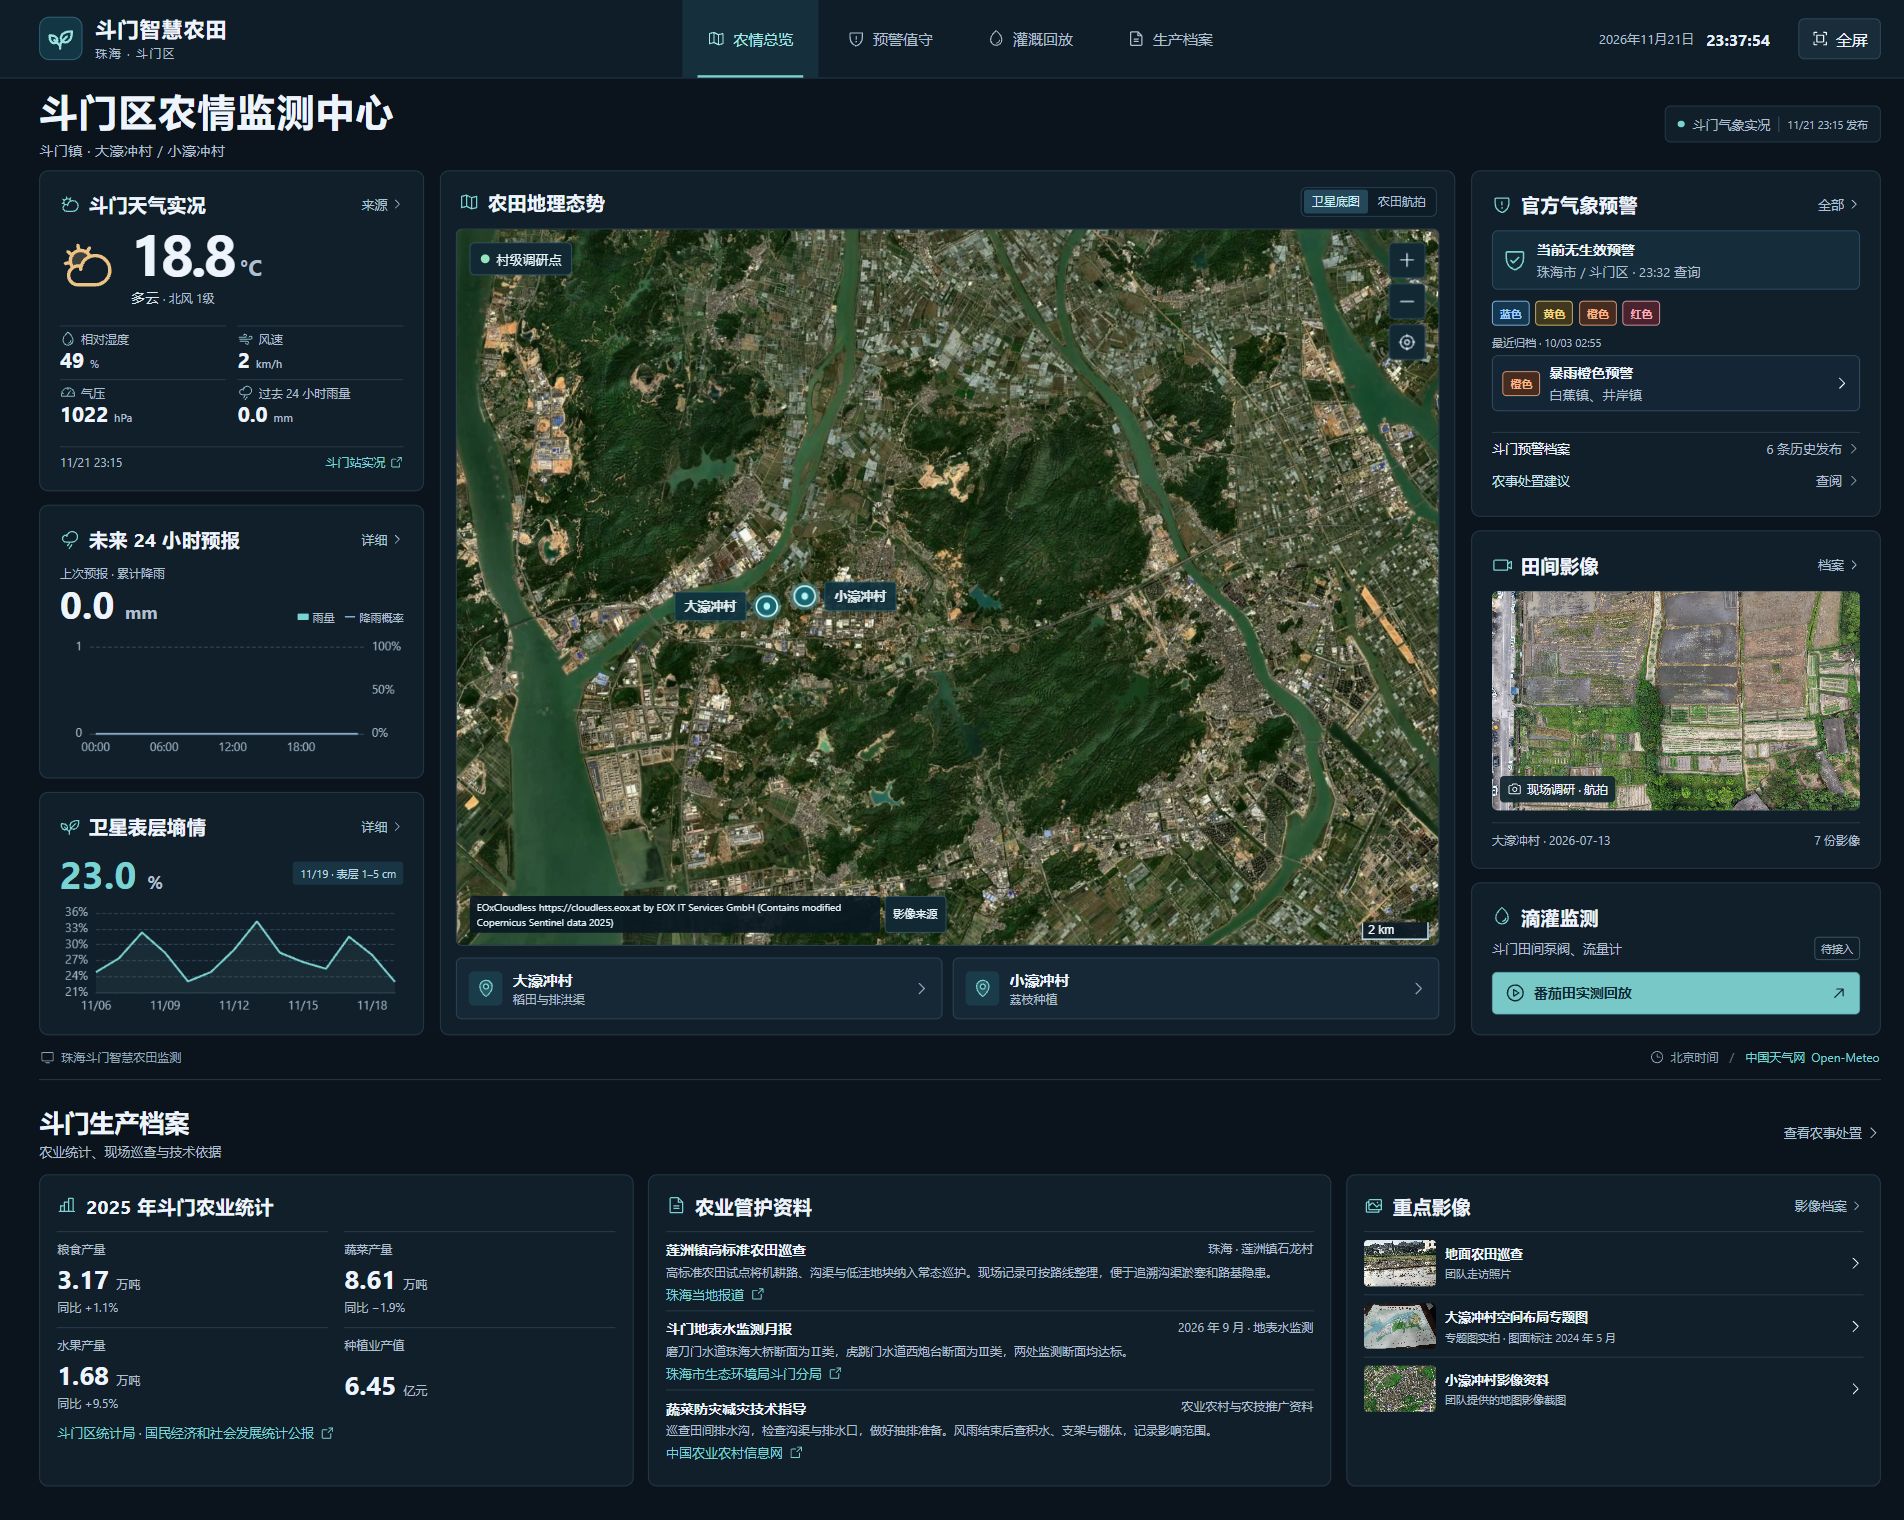 斗门智慧农田
珠海 · 斗门区
农情总览
预警值守
灌溉回放
生产档案
2026年11月21日 23:37:54
全屏
斗门区农情监测中心
斗门镇 · 大濠冲村 / 小濠冲村
斗门气象实况 | 11/21 23:15 发布
斗门天气实况
来源
18.8 °C
多云 · 北风 1级
相对湿度
49 %
风速
2 km/h
气压
1022 hPa
过去 24 小时雨量
0.0 mm
11/21 23:15
斗门站实况
未来 24 小时预报
详细
上次预报 · 累计降雨
0.0 mm
雨量 降雨概率
1 100%
50%
0 0%
00:00 06:00 12:00 18:00
卫星表层墒情
详细
23.0 %
11/19 · 表层 1–5 cm
36%
33%
30%
27%
24%
21%
11/06 11/09 11/12 11/15 11/18
农田地理态势
卫星底图 农田航拍
村级调研点
大濠冲村
小濠冲村
EOxCloudless https://cloudless.eox.at by EOX IT Services GmbH (Contains modified
Copernicus Sentinel data 2025)
影像来源
2 km
大濠冲村
稻田与排洪渠
小濠冲村
荔枝种植
官方气象预警
全部
当前无生效预警
珠海市 / 斗门区 · 23:32 查询
蓝色 黄色 橙色 红色
最近归档 · 10/03 02:55
橙色
暴雨橙色预警
白蕉镇、井岸镇
斗门预警档案 6 条历史发布
农事处置建议 查阅
田间影像
档案
现场调研 · 航拍
大濠冲村 · 2026-07-13 7 份影像
滴灌监测
斗门田间泵阀、流量计 待接入
番茄田实测回放
珠海斗门智慧农田监测
北京时间 / 中国天气网 Open-Meteo
斗门生产档案
农业统计、现场巡查与技术依据
查看农事处置
2025 年斗门农业统计
粮食产量
3.17 万吨
同比 +1.1%
蔬菜产量
8.61 万吨
同比 −1.9%
水果产量
1.68 万吨
同比 +9.5%
种植业产值
6.45 亿元
斗门区统计局 · 国民经济和社会发展统计公报
农业管护资料
莲洲镇高标准农田巡查 珠海 · 莲洲镇石龙村
高标准农田试点将机耕路、沟渠与低洼地块纳入常态巡护。现场记录可按路线整理，便于追溯沟渠淤塞和路基隐患。
珠海当地报道
斗门地表水监测月报 2026 年 9 月 · 地表水监测
磨刀门水道珠海大桥断面为II类，虎跳门水道西炮台断面为III类，两处监测断面均达标。
珠海市生态环境局斗门分局
蔬菜防灾减灾技术指导 农业农村与农技推广资料
巡查田间排水沟，检查沟渠与排水口，做好抽排准备。风雨结束后查积水、支架与棚体，记录影响范围。
中国农业农村信息网
重点影像
影像档案
地面农田巡查
团队走访照片
大濠冲村空间布局专题图
专题图实拍 · 图面标注 2024 年 5 月
小濠冲村影像资料
团队提供的地图影像截图